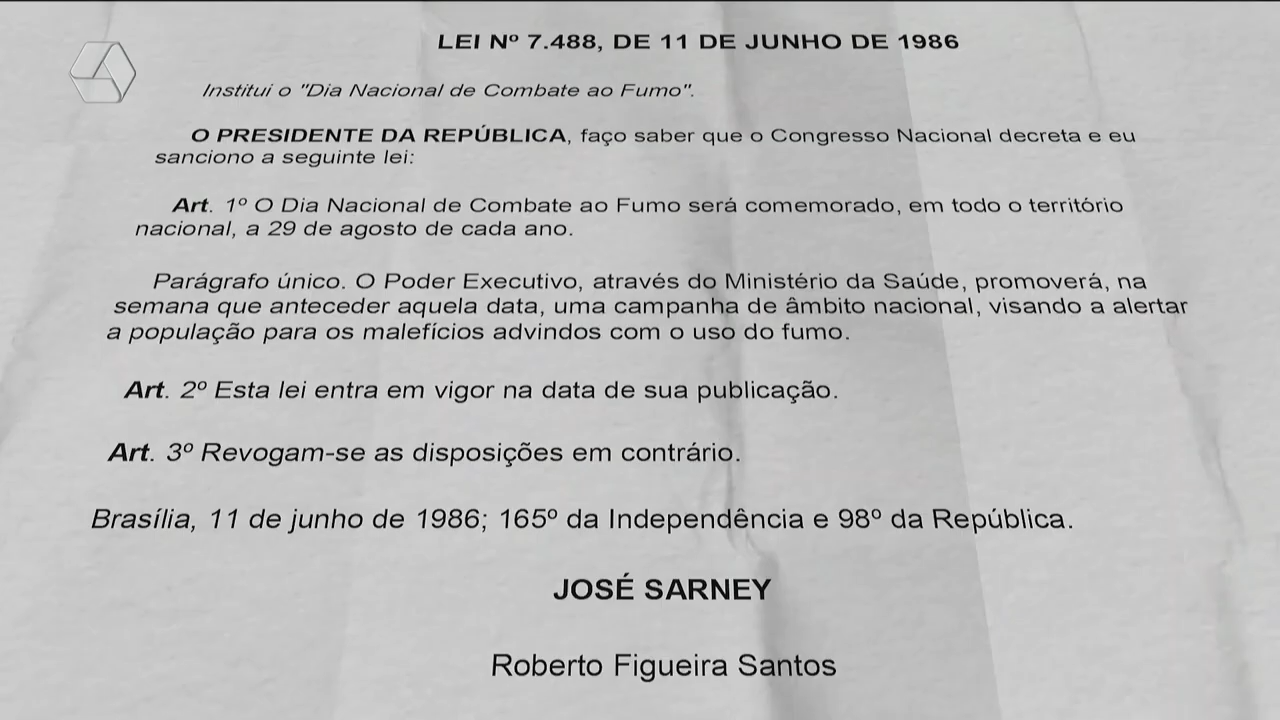 LEI Nº 7.488, DE 11 DE JUNHO DE 1986
Instituí o "Dia Nacional de Combate ao Fumo".
O PRESIDENTE DA REPÚBLICA, faço saber que o Congresso Nacional decreta e eu
sanciono a seguinte lei:
Art. 1º O Dia Nacional de Combate ao Fumo será comemorado, em todo o território
nacional, a 29 de agosto de cada ano.
Parágrafo único. O Poder Executivo, através do Ministério da Saúde, promoverá, na
semana que anteceder aquela data, uma campanha de âmbito nacional, visando a alertar
a população para os malefícios advindos com o uso do fumo.
Art. 2º Esta lei entra em vigor na data de sua publicação.
Art. 3º Revogam-se as disposições em contrário.
Brasília, 11 de junho de 1986; 165º da Independência e 98º da República.
JOSÉ SARNEY
Roberto Figueira Santos